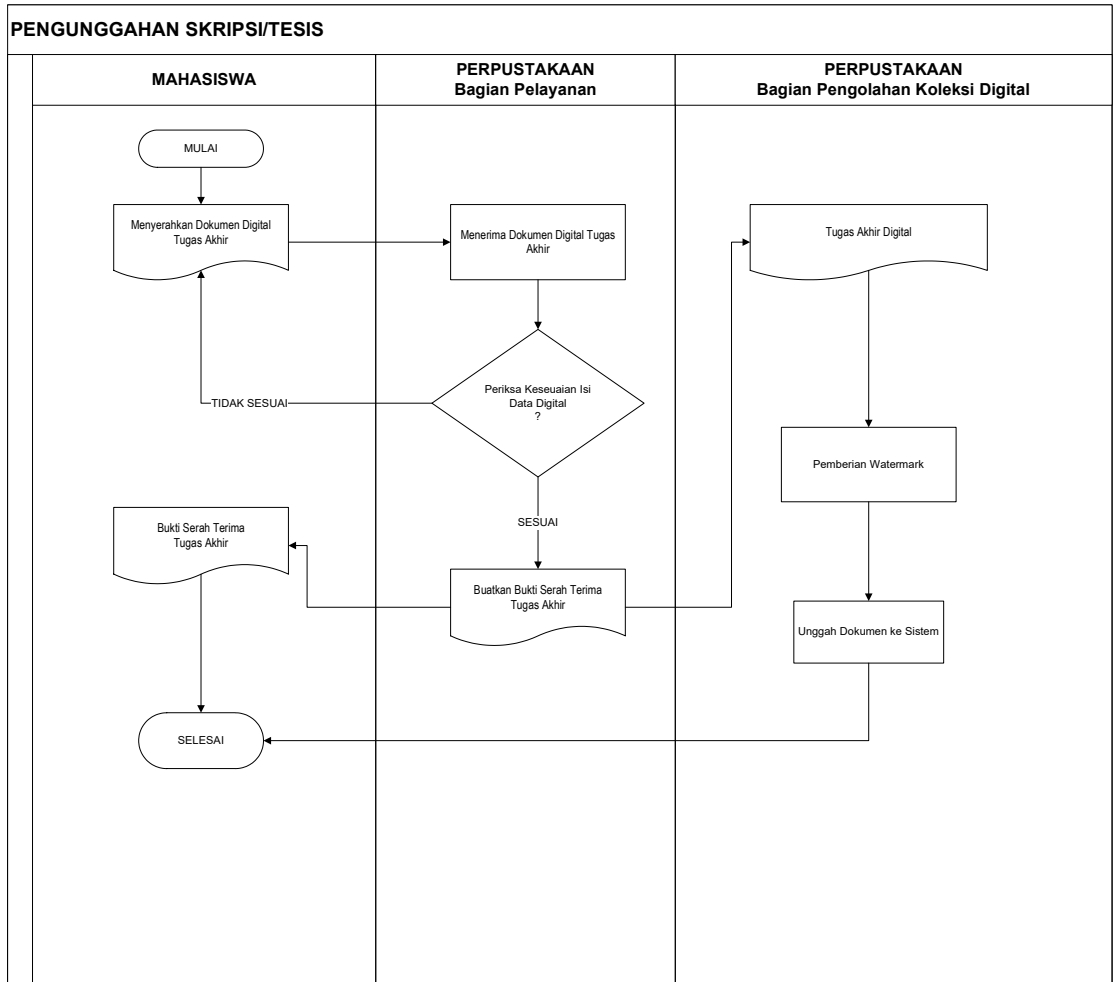 PENGUNGGAHAN SKRIPSI/TESIS
MAHASISWA
PERPUSTAKAAN
Bagian Pelayanan
PERPUSTAKAAN
Bagian Pengolahan Koleksi Digital
MULAI
Menyerahkan Dokumen Digital
Tugas Akhir
Menerima Dokumen Digital Tugas
Akhir
Tugas Akhir Digital
Periksa Keseuaian Isi
Data Digital
?
TIDAK SESUAI
Pemberian Watermark
SESUAI
Bukti Serah Terima
Tugas Akhir
Buatkan Bukti Serah Terima
Tugas Akhir
Unggah Dokumen ke Sistem
SELESAI